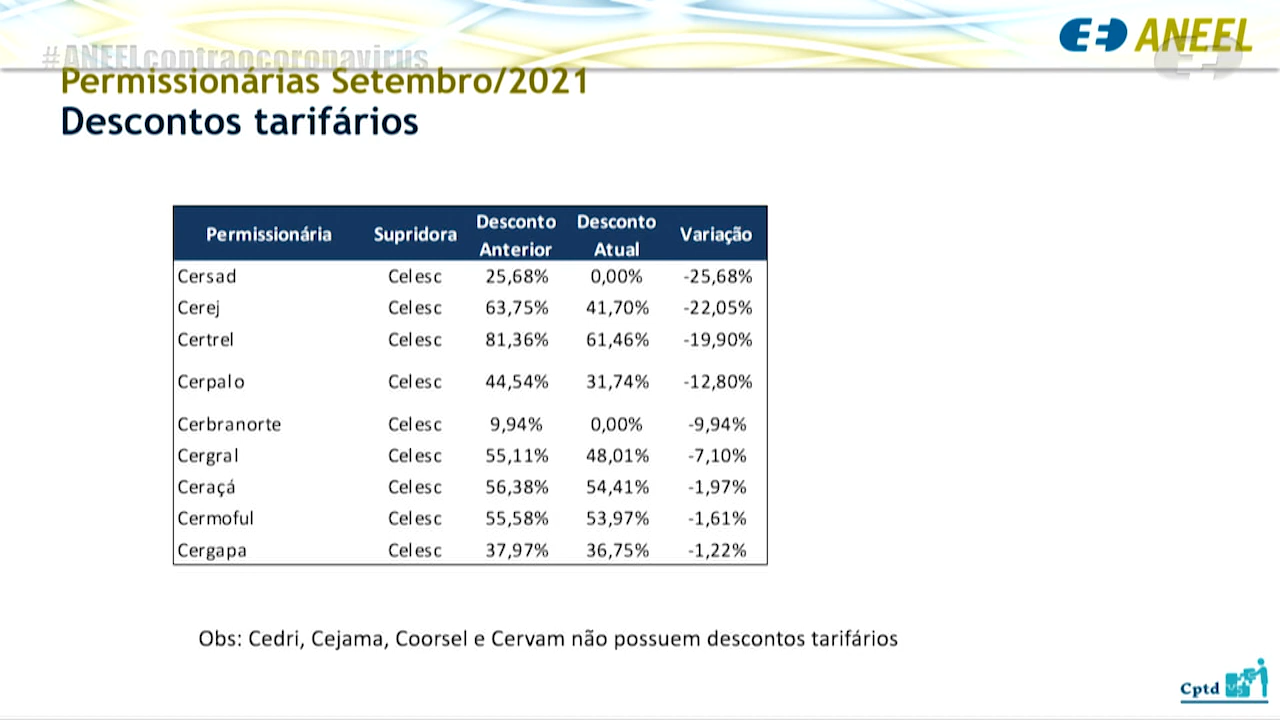 #ANEELcontraocoronavirus
ANEEL
Permissionárias Setembro/2021
Descontos tarifários
Permissionária Supridora Desconto Anterior Desconto Atual Variação
Cersad Celesc 25,68% 0,00% -25,68%
Cerej Celesc 63,75% 41,70% -22,05%
Certrel Celesc 81,36% 61,46% -19,90%
Cerpalo Celesc 44,54% 31,74% -12,80%
Cerbranorte Celesc 9,94% 0,00% -9,94%
Cergral Celesc 55,11% 48,01% -7,10%
Ceraçá Celesc 56,38% 54,41% -1,97%
Cermoful Celesc 55,58% 53,97% -1,61%
Cergapa Celesc 37,97% 36,75% -1,22%
Obs: Cedri, Cejama, Coorsel e Cervam não possuem descontos tarifários
Cptd